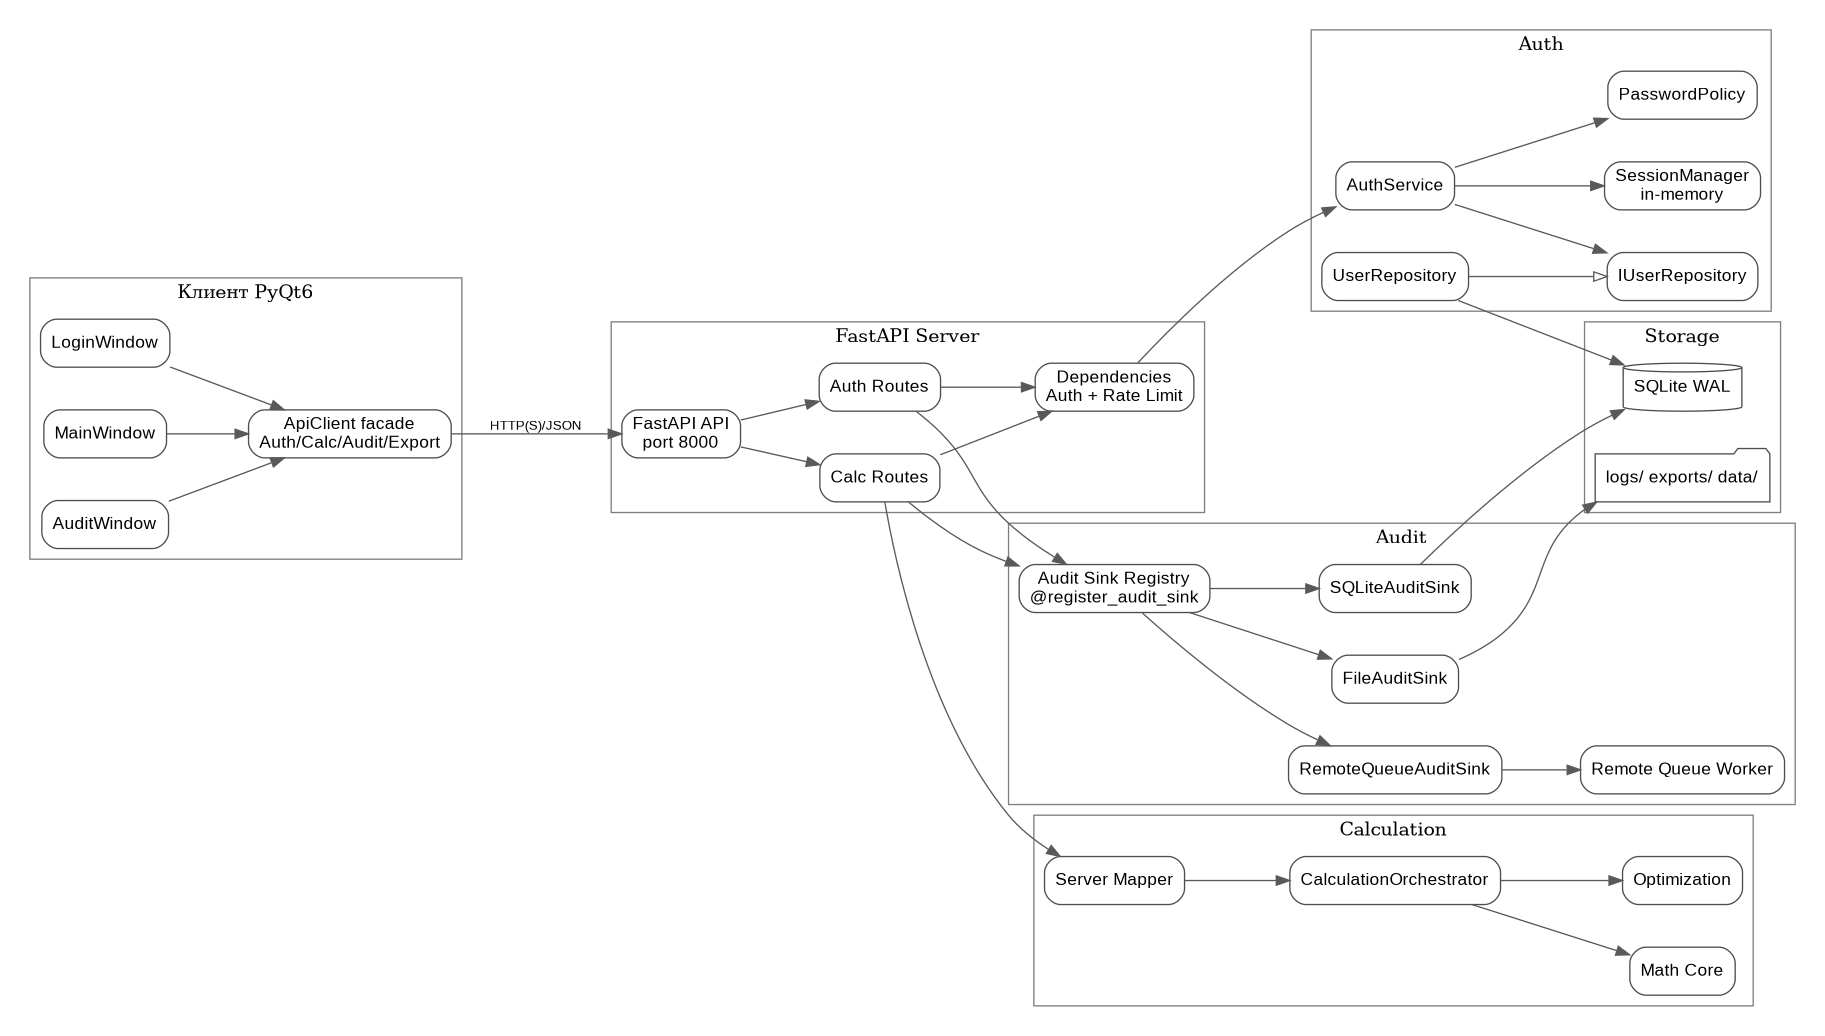 Клиент PyQt6
LoginWindow
MainWindow
AuditWindow
ApiClient facade
Auth/Calc/Audit/Export
HTTP(S)/JSON
FastAPI Server
FastAPI API
port 8000
Auth Routes
Calc Routes
Dependencies
Auth + Rate Limit
Auth
AuthService
UserRepository
PasswordPolicy
SessionManager
in-memory
IUserRepository
Storage
SQLite WAL
logs/ exports/ data/
Audit
Audit Sink Registry
@register_audit_sink
SQLiteAuditSink
FileAuditSink
RemoteQueueAuditSink
Remote Queue Worker
Calculation
Server Mapper
CalculationOrchestrator
Optimization
Math Core